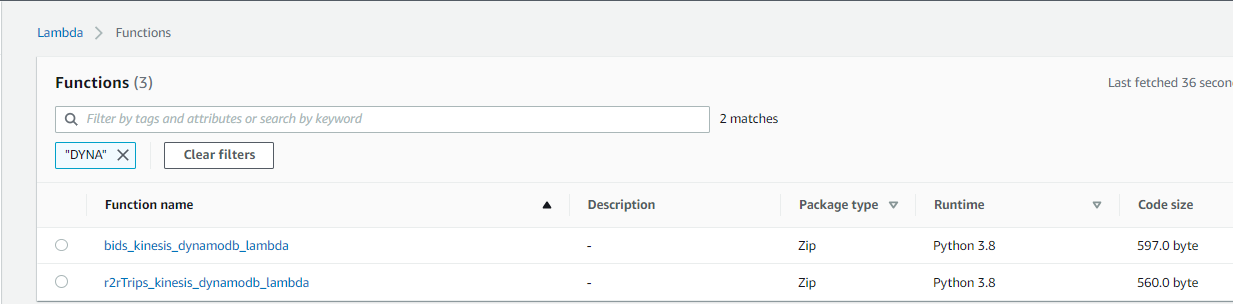 Lambda > Functions
Functions (3)
Last fetched 36 secon
Filter by tags and attributes or search by keyword
2 matches
"DYNA"
Clear filters
Function name Description Package type Runtime Code size
bids_kinesis_dynamodb_lambda - Zip Python 3.8 597.0 byte
r2rTrips_kinesis_dynamodb_lambda - Zip Python 3.8 560.0 byte